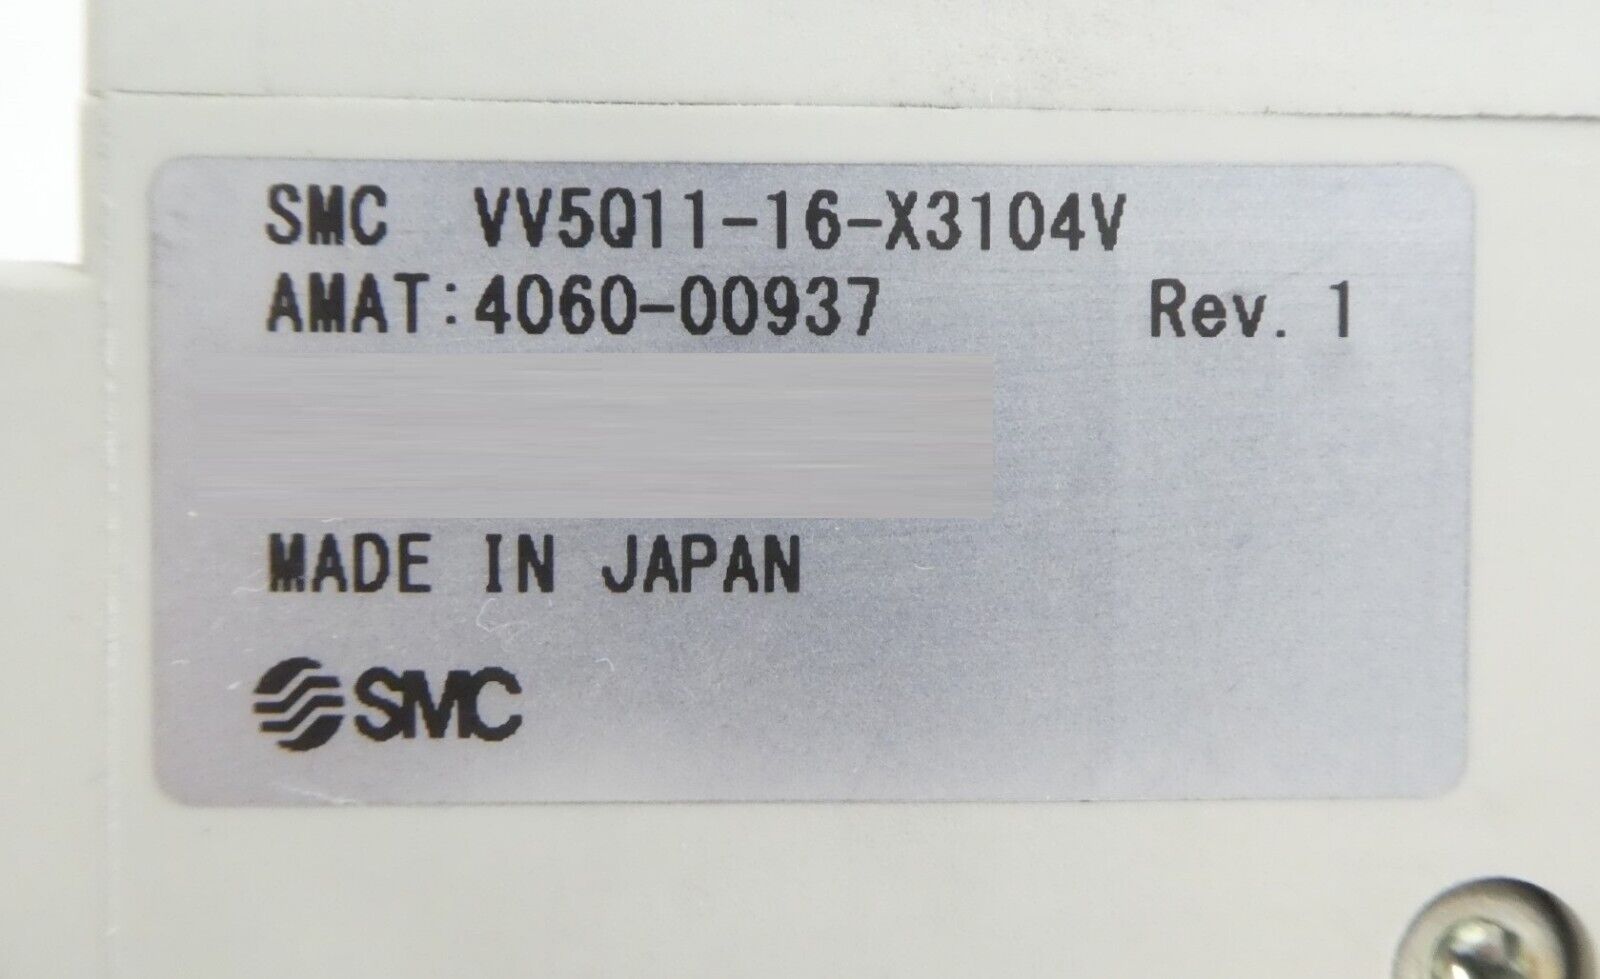 SMC VV5Q11-16-X3104V
AMAT:4060-00937 Rev. 1
MADE IN JAPAN
SMC